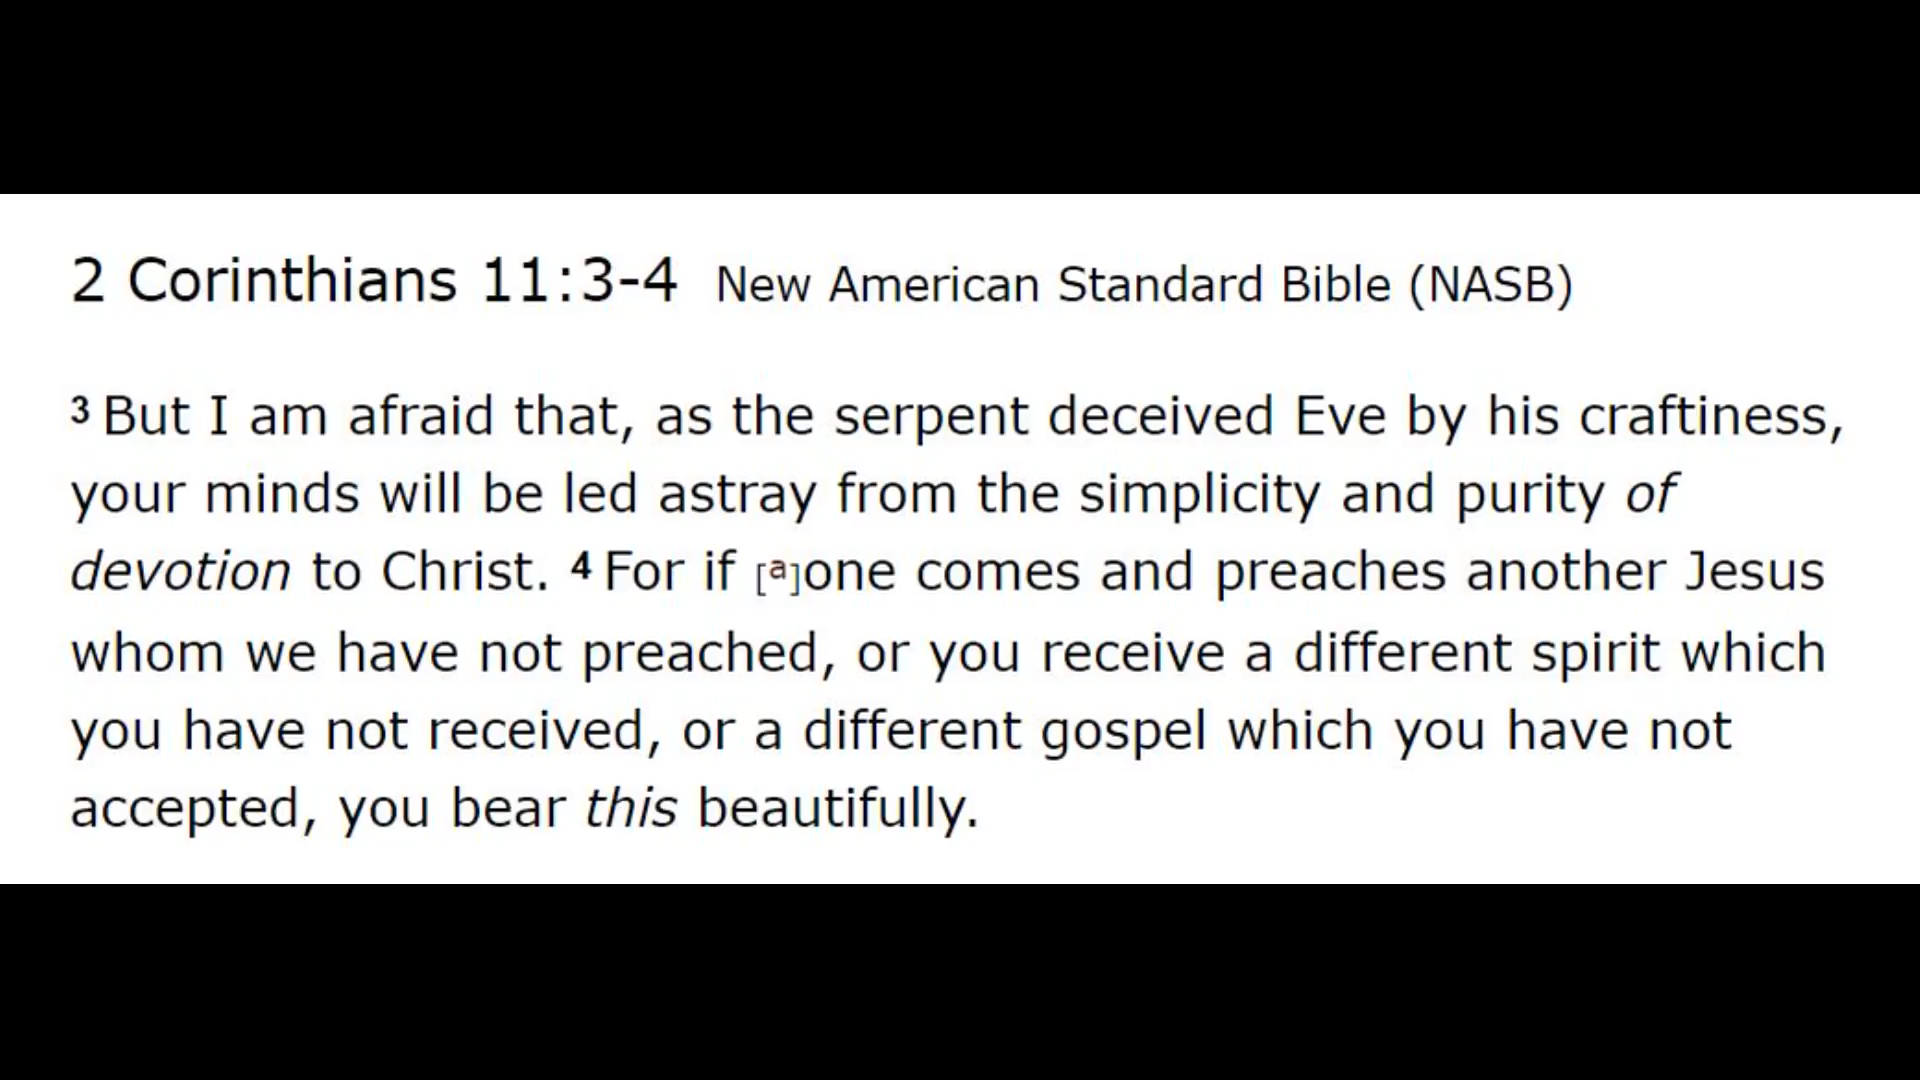 2 Corinthians 11:3-4 New American Standard Bible (NASB)
3 But I am afraid that, as the serpent deceived Eve by his craftiness,
your minds will be led astray from the simplicity and purity of
devotion to Christ. 4 For if [a]one comes and preaches another Jesus
whom we have not preached, or you receive a different spirit which
you have not received, or a different gospel which you have not
accepted, you bear this beautifully.